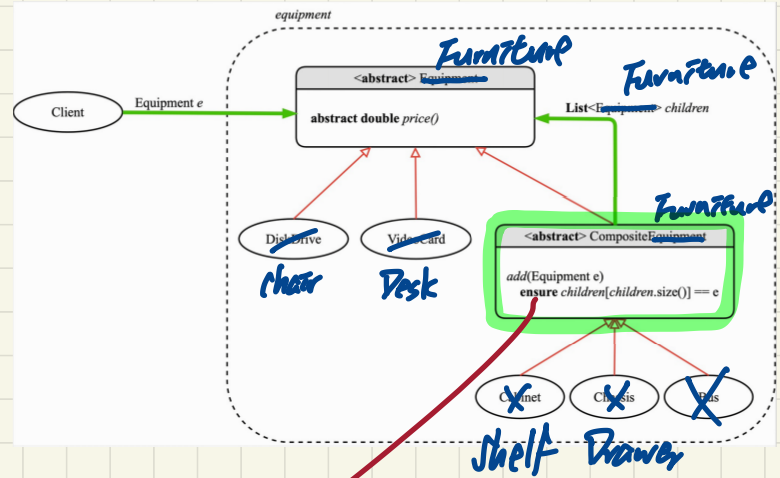 equipment
Furniture
<abstract> Equipment
Furniture
Client
Equipment e
abstract double price()
List<Equipment> children
Furniture
DiskDrive
VideoCard
<abstract> CompositeEquipment
Chair
Desk
add(Equipment e)
ensure children[children.size()] == e
Cabinet
Chassis
Bus
Shelf
Drawer